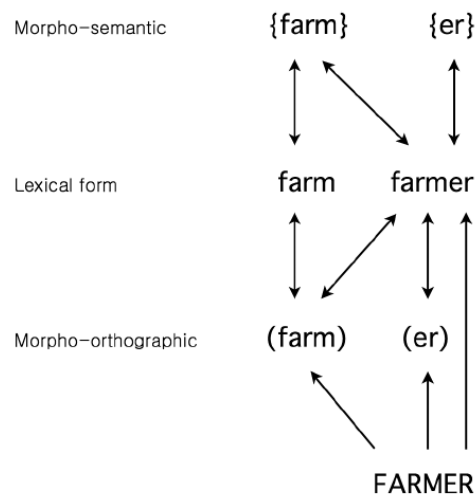 Morpho-semantic {farm} {er}
Lexical form farm farmer
Morpho-orthographic (farm) (er)
FARMER